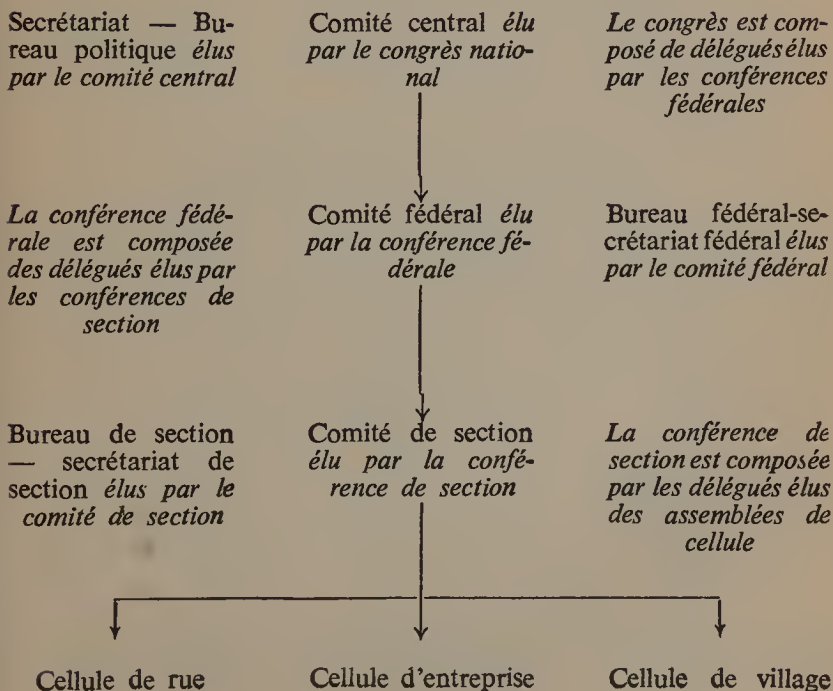 Secrétariat — Bu-
reau politique élus
par le comité central
Comité central élu
par le congrès natio-
nal
Le congrès est com-
posé de délégués élus
par les conférences
fédérales
La conférence fédé-
rale est composée
des délégués élus par
les conférences de
section
Comité fédéral élu
par la conférence fé-
dérale
Bureau fédéral-se-
crétariat fédéral élus
par le comité fédéral
Bureau de section
— secrétariat de
section élus par le
comité de section
Comité de section
élu par la confé-
rence de section
La conférence de
section est composée
par les délégués élus
des assemblées de
cellule
Cellule de rue
Cellule d'entreprise
Cellule de village